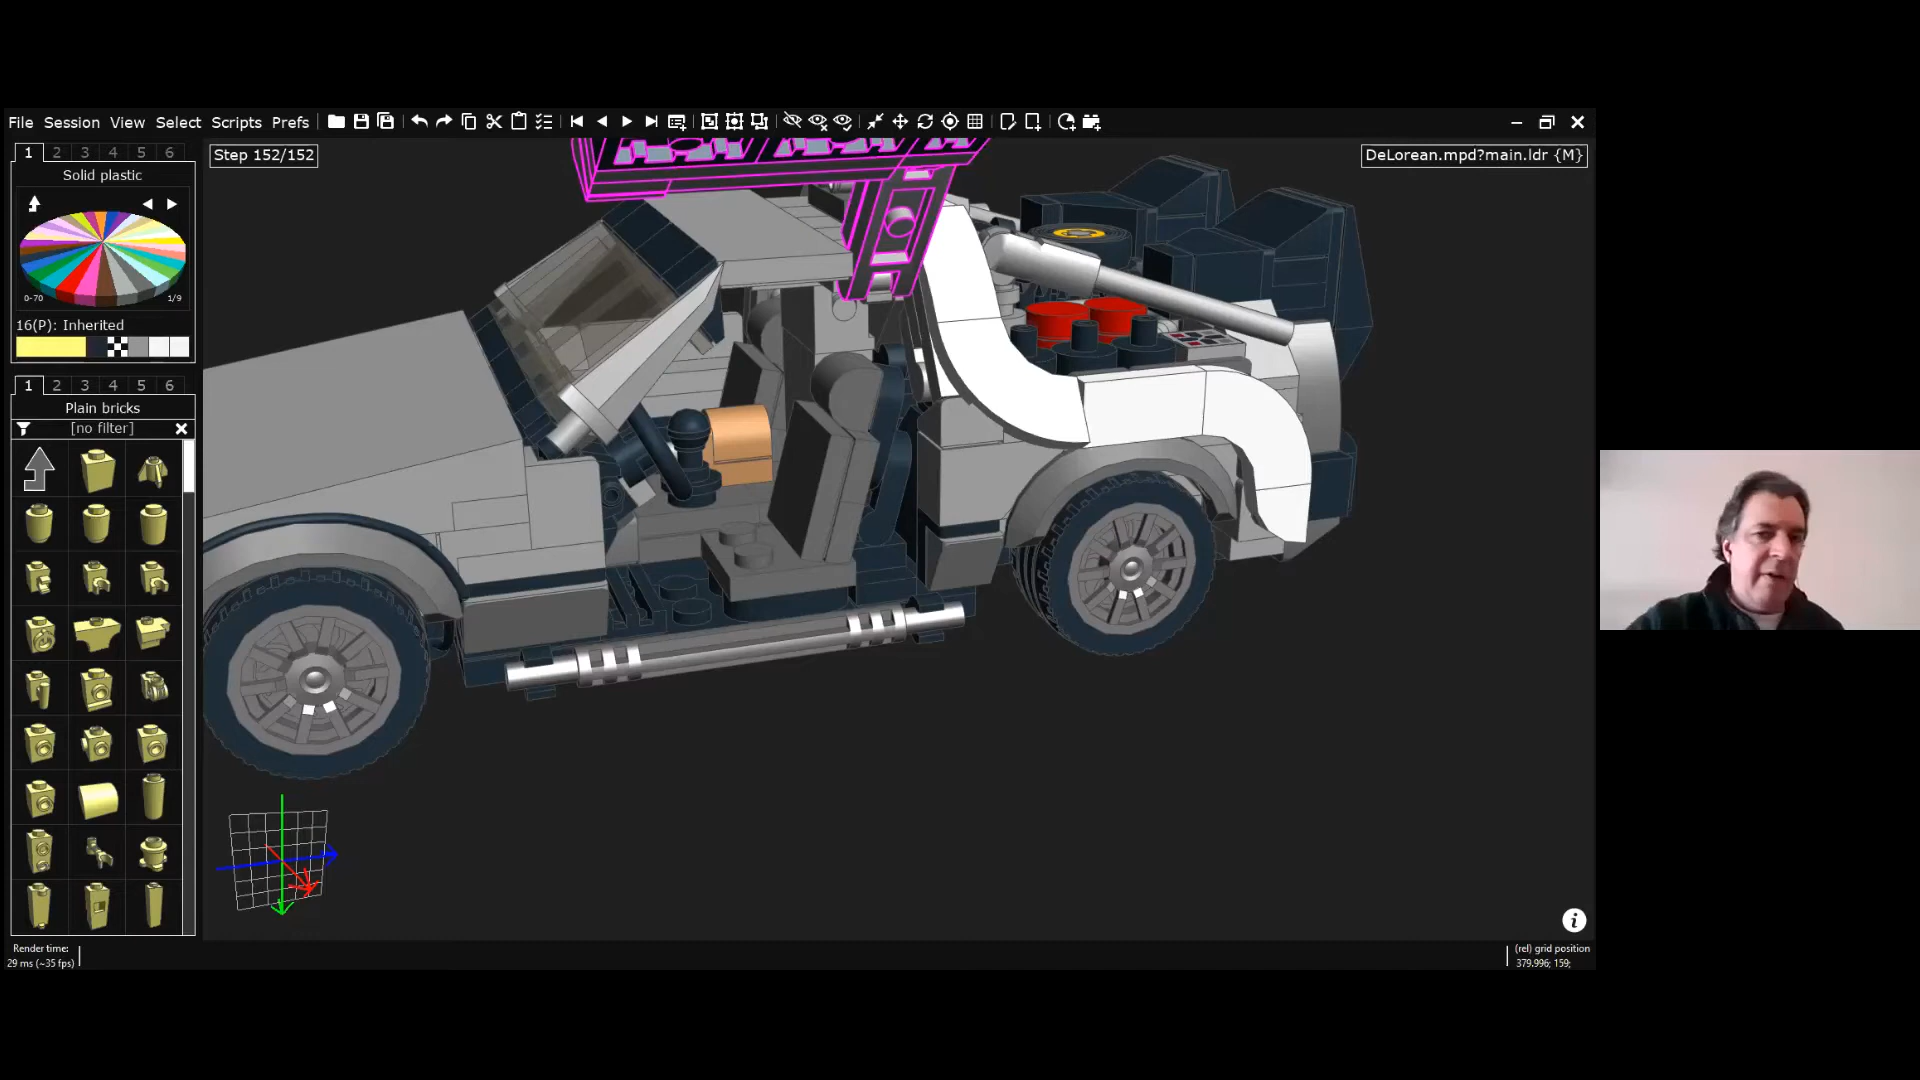 File Session View Select Scripts Prefs
1 2 3 4 5 6
Solid plastic
0-70
1/9
16(P): Inherited
1 2 3 4 5 6
Plain bricks
[no filter]
Step 152/152
DeLorean.mpd?main.ldr {M}
i
Render time:
29 ms (~35 fps)
(rel) grid position
379.996; 159;